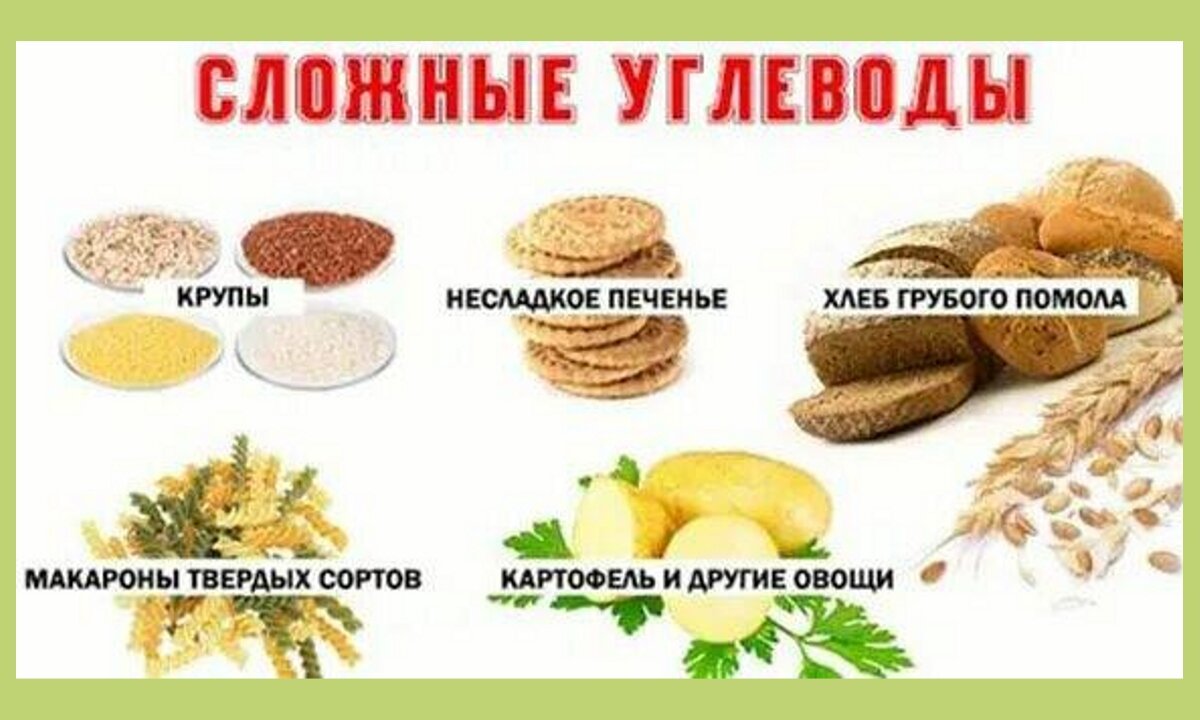 СЛОЖНЫЕ УГЛЕВОДЫ
КРУПЫ
НЕСЛАДКОЕ ПЕЧЕНЬЕ
ХЛЕБ ГРУБОГО ПОМОЛА
МАКАРОНЫ ТВЕРДЫХ СОРТОВ
КАРТОФЕЛЬ И ДРУГИЕ ОВОЩИ